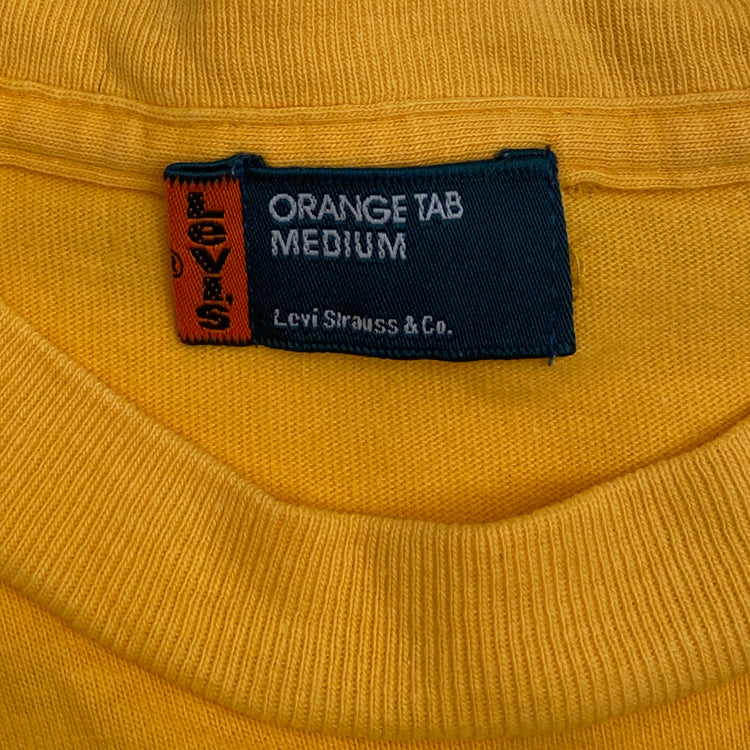 LeVi's
®
ORANGE TAB
MEDIUM
Levi Strauss & Co.